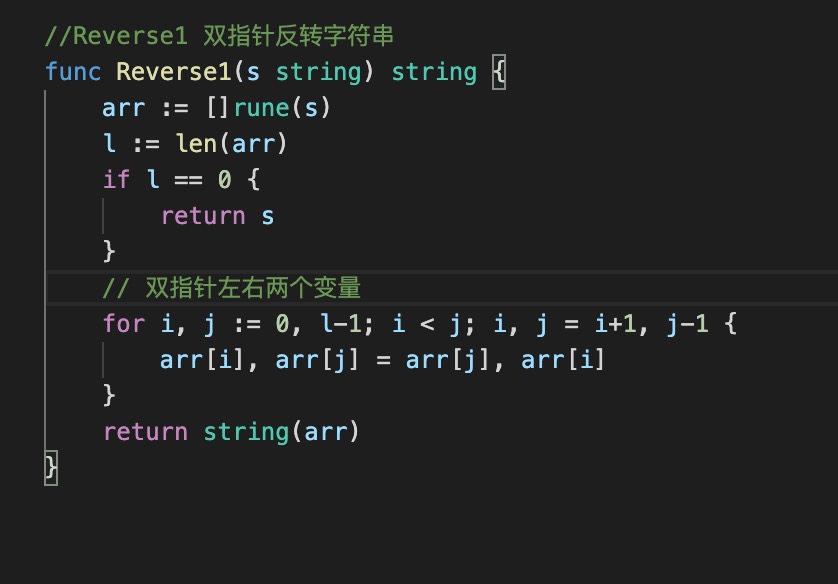 //Reverse1 双指针反转字符串
func Reverse1(s string) string {
    arr := []rune(s)
    l := len(arr)
    if l == 0 {
        return s
    }
    // 双指针左右两个变量
    for i, j := 0, l-1; i < j; i, j = i+1, j-1 {
        arr[i], arr[j] = arr[j], arr[i]
    }
    return string(arr)
}